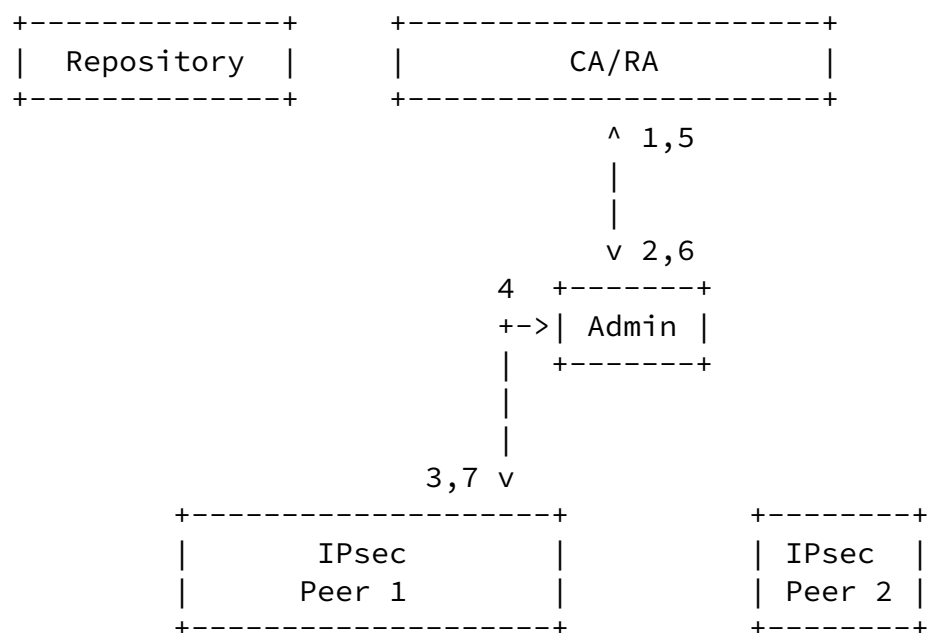 +--------------+     +-----------------------+
|  Repository  |     |         CA/RA         |
+--------------+     +-----------------------+
                                 ^ 1,5
                                 |
                                 |
                                 v 2,6
                           4  +-------+
                           +->| Admin |
                           |  +-------+
                           |
                           |
                       3,7 v
         +--------------------+          +--------+
         |       IPsec        |          | IPsec  |
         |      Peer 1        |          | Peer 2 |
         +--------------------+          +--------+